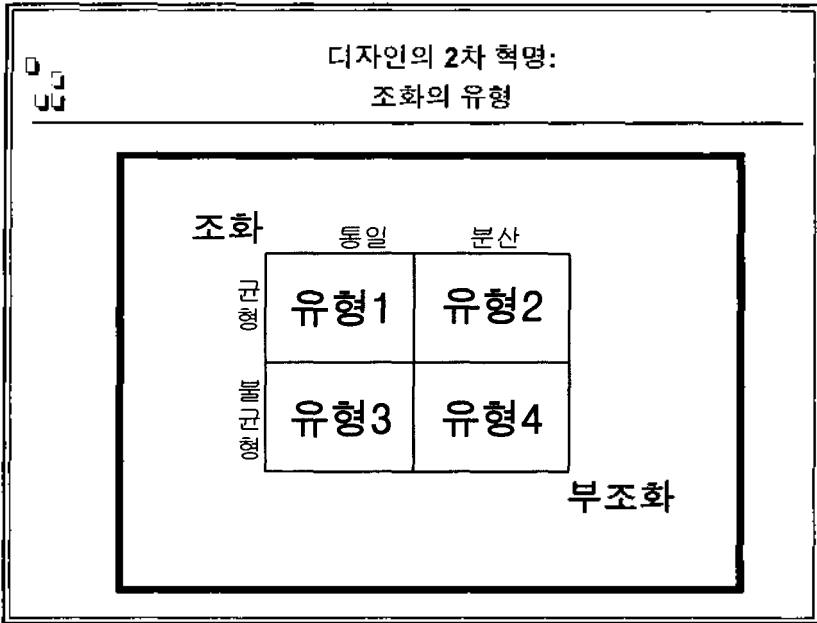 디자인의 2차 혁명:
조화의 유형
조화
통일 분산
균형
유형1 유형2
불균형
유형3 유형4
부조화